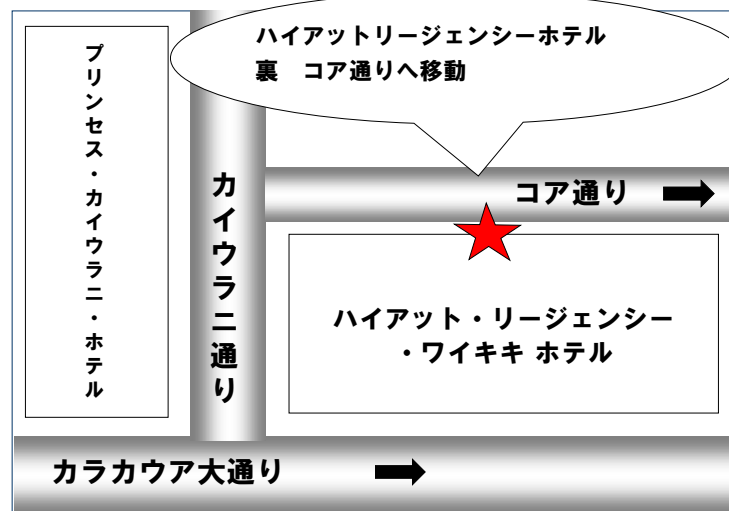 ハイアットリージェンシーホテル
裏　コア通りへ移動
プリンセス・カイウラニ・ホテル
カイウラニ通り
コア通り
ハイアット・リージェンシー
・ワイキキ ホテル
カラカウア大通り